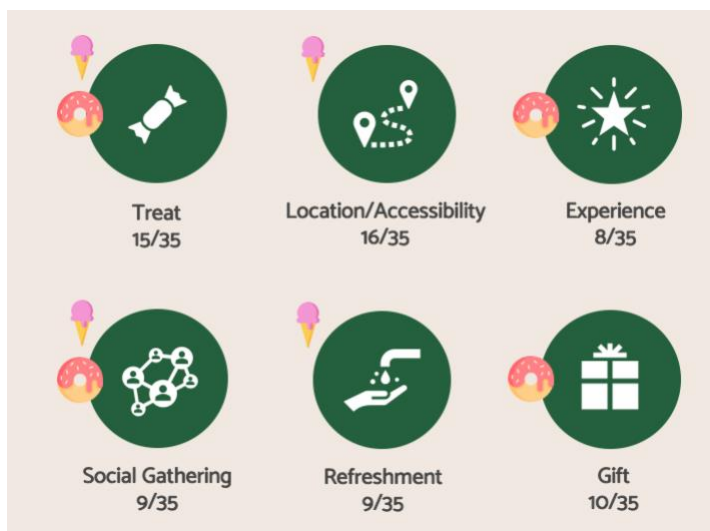 Treat
15/35
Location/Accessibility
16/35
Experience
8/35
Social Gathering
9/35
Refreshment
9/35
Gift
10/35